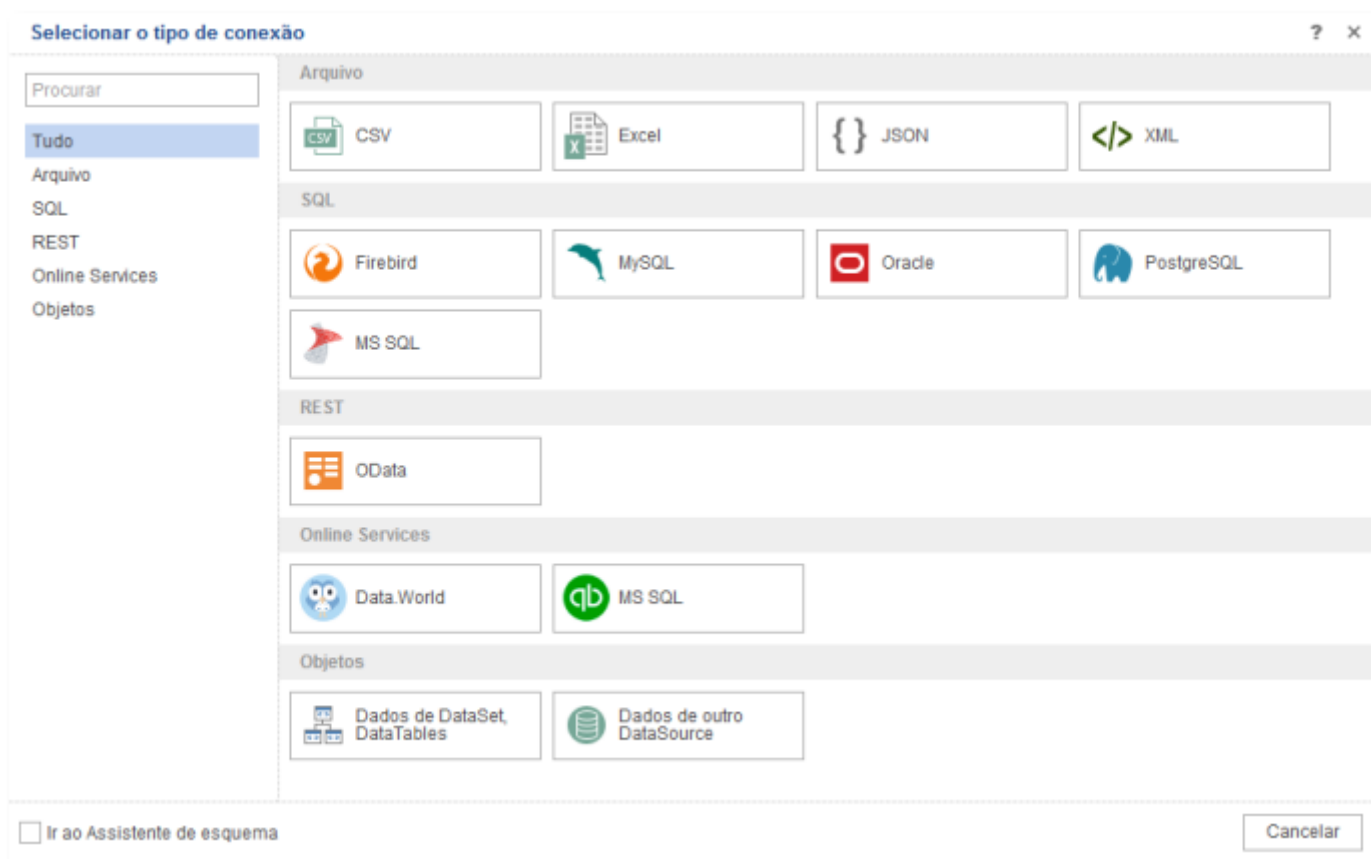 Selecionar o tipo de conexão
? ×
Procurar
Tudo
Arquivo
SQL
REST
Online Services
Objetos
Arquivo
CSV CSV
X Excel
{ } JSON
</> XML
SQL
Firebird
MySQL
Oracle
PostgreSQL
MS SQL
REST
OData
Online Services
Data.World
qb MS SQL
Objetos
Dados de DataSet,
DataTables
Dados de outro
DataSource
Ir ao Assistente de esquema
Cancelar